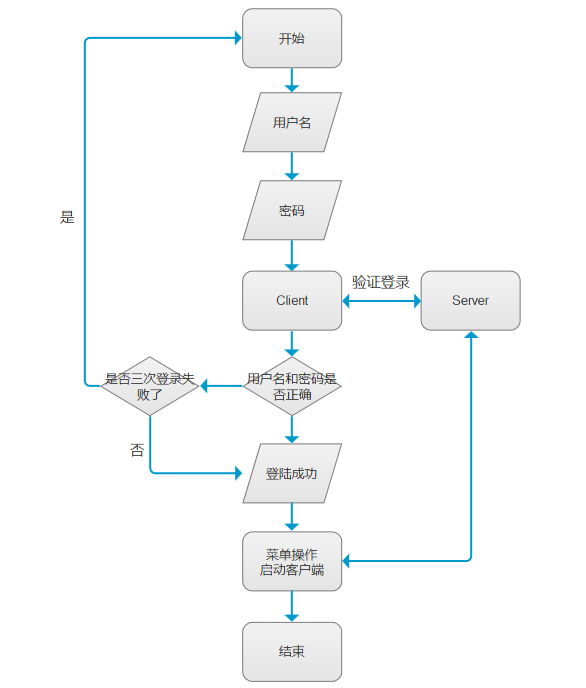 开始
用户名
密码
是
验证登录
Client
Server
是否三次登录失
败了
用户名和密码是
否正确
否
登陆成功
菜单操作
启动客户端
结束